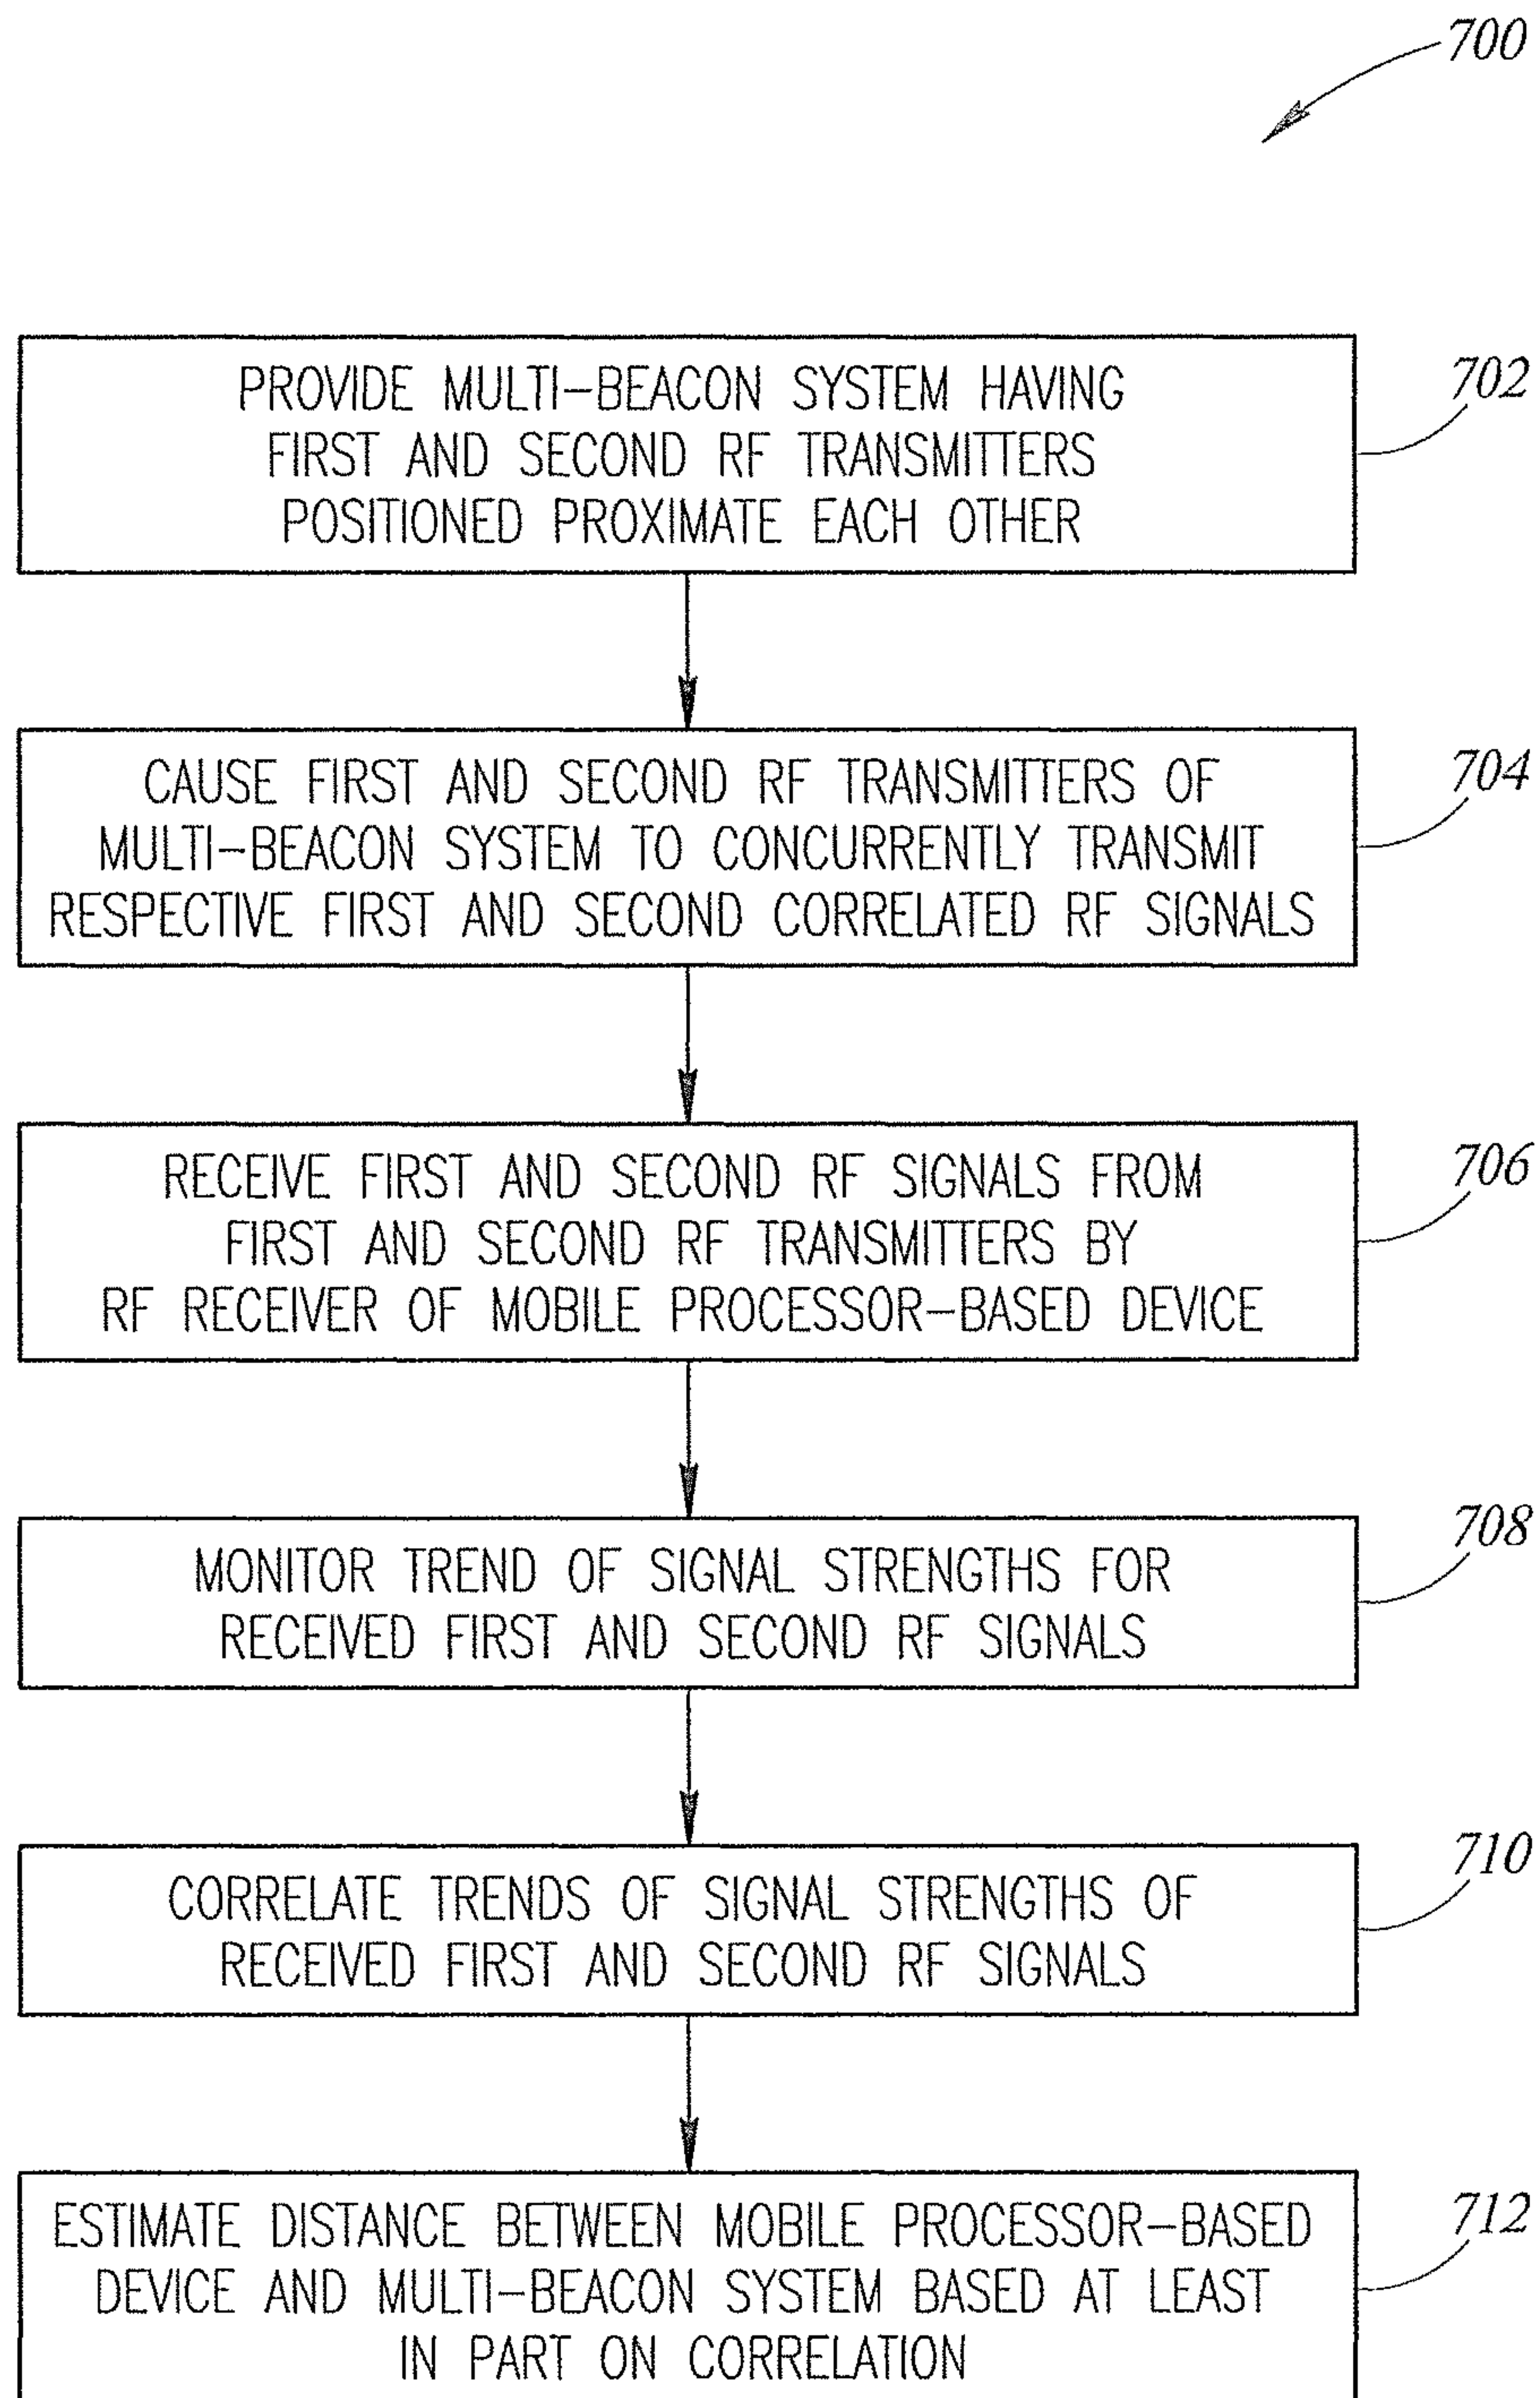 700
PROVIDE MULTI-BEACON SYSTEM HAVING
FIRST AND SECOND RF TRANSMITTERS
POSITIONED PROXIMATE EACH OTHER
702
CAUSE FIRST AND SECOND RF TRANSMITTERS OF
MULTI-BEACON SYSTEM TO CONCURRENTLY TRANSMIT
RESPECTIVE FIRST AND SECOND CORRELATED RF SIGNALS
704
RECEIVE FIRST AND SECOND RF SIGNALS FROM
FIRST AND SECOND RF TRANSMITTERS BY
RF RECEIVER OF MOBILE PROCESSOR-BASED DEVICE
706
MONITOR TREND OF SIGNAL STRENGTHS FOR
RECEIVED FIRST AND SECOND RF SIGNALS
708
CORRELATE TRENDS OF SIGNAL STRENGTHS OF
RECEIVED FIRST AND SECOND RF SIGNALS
710
ESTIMATE DISTANCE BETWEEN MOBILE PROCESSOR-BASED
DEVICE AND MULTI-BEACON SYSTEM BASED AT LEAST
IN PART ON CORRELATION
712